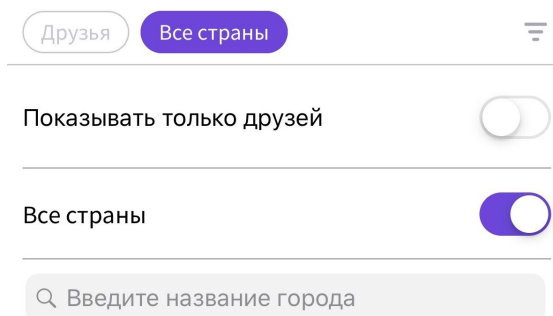 Друзья
Все страны
Показывать только друзей
Все страны
Введите название города